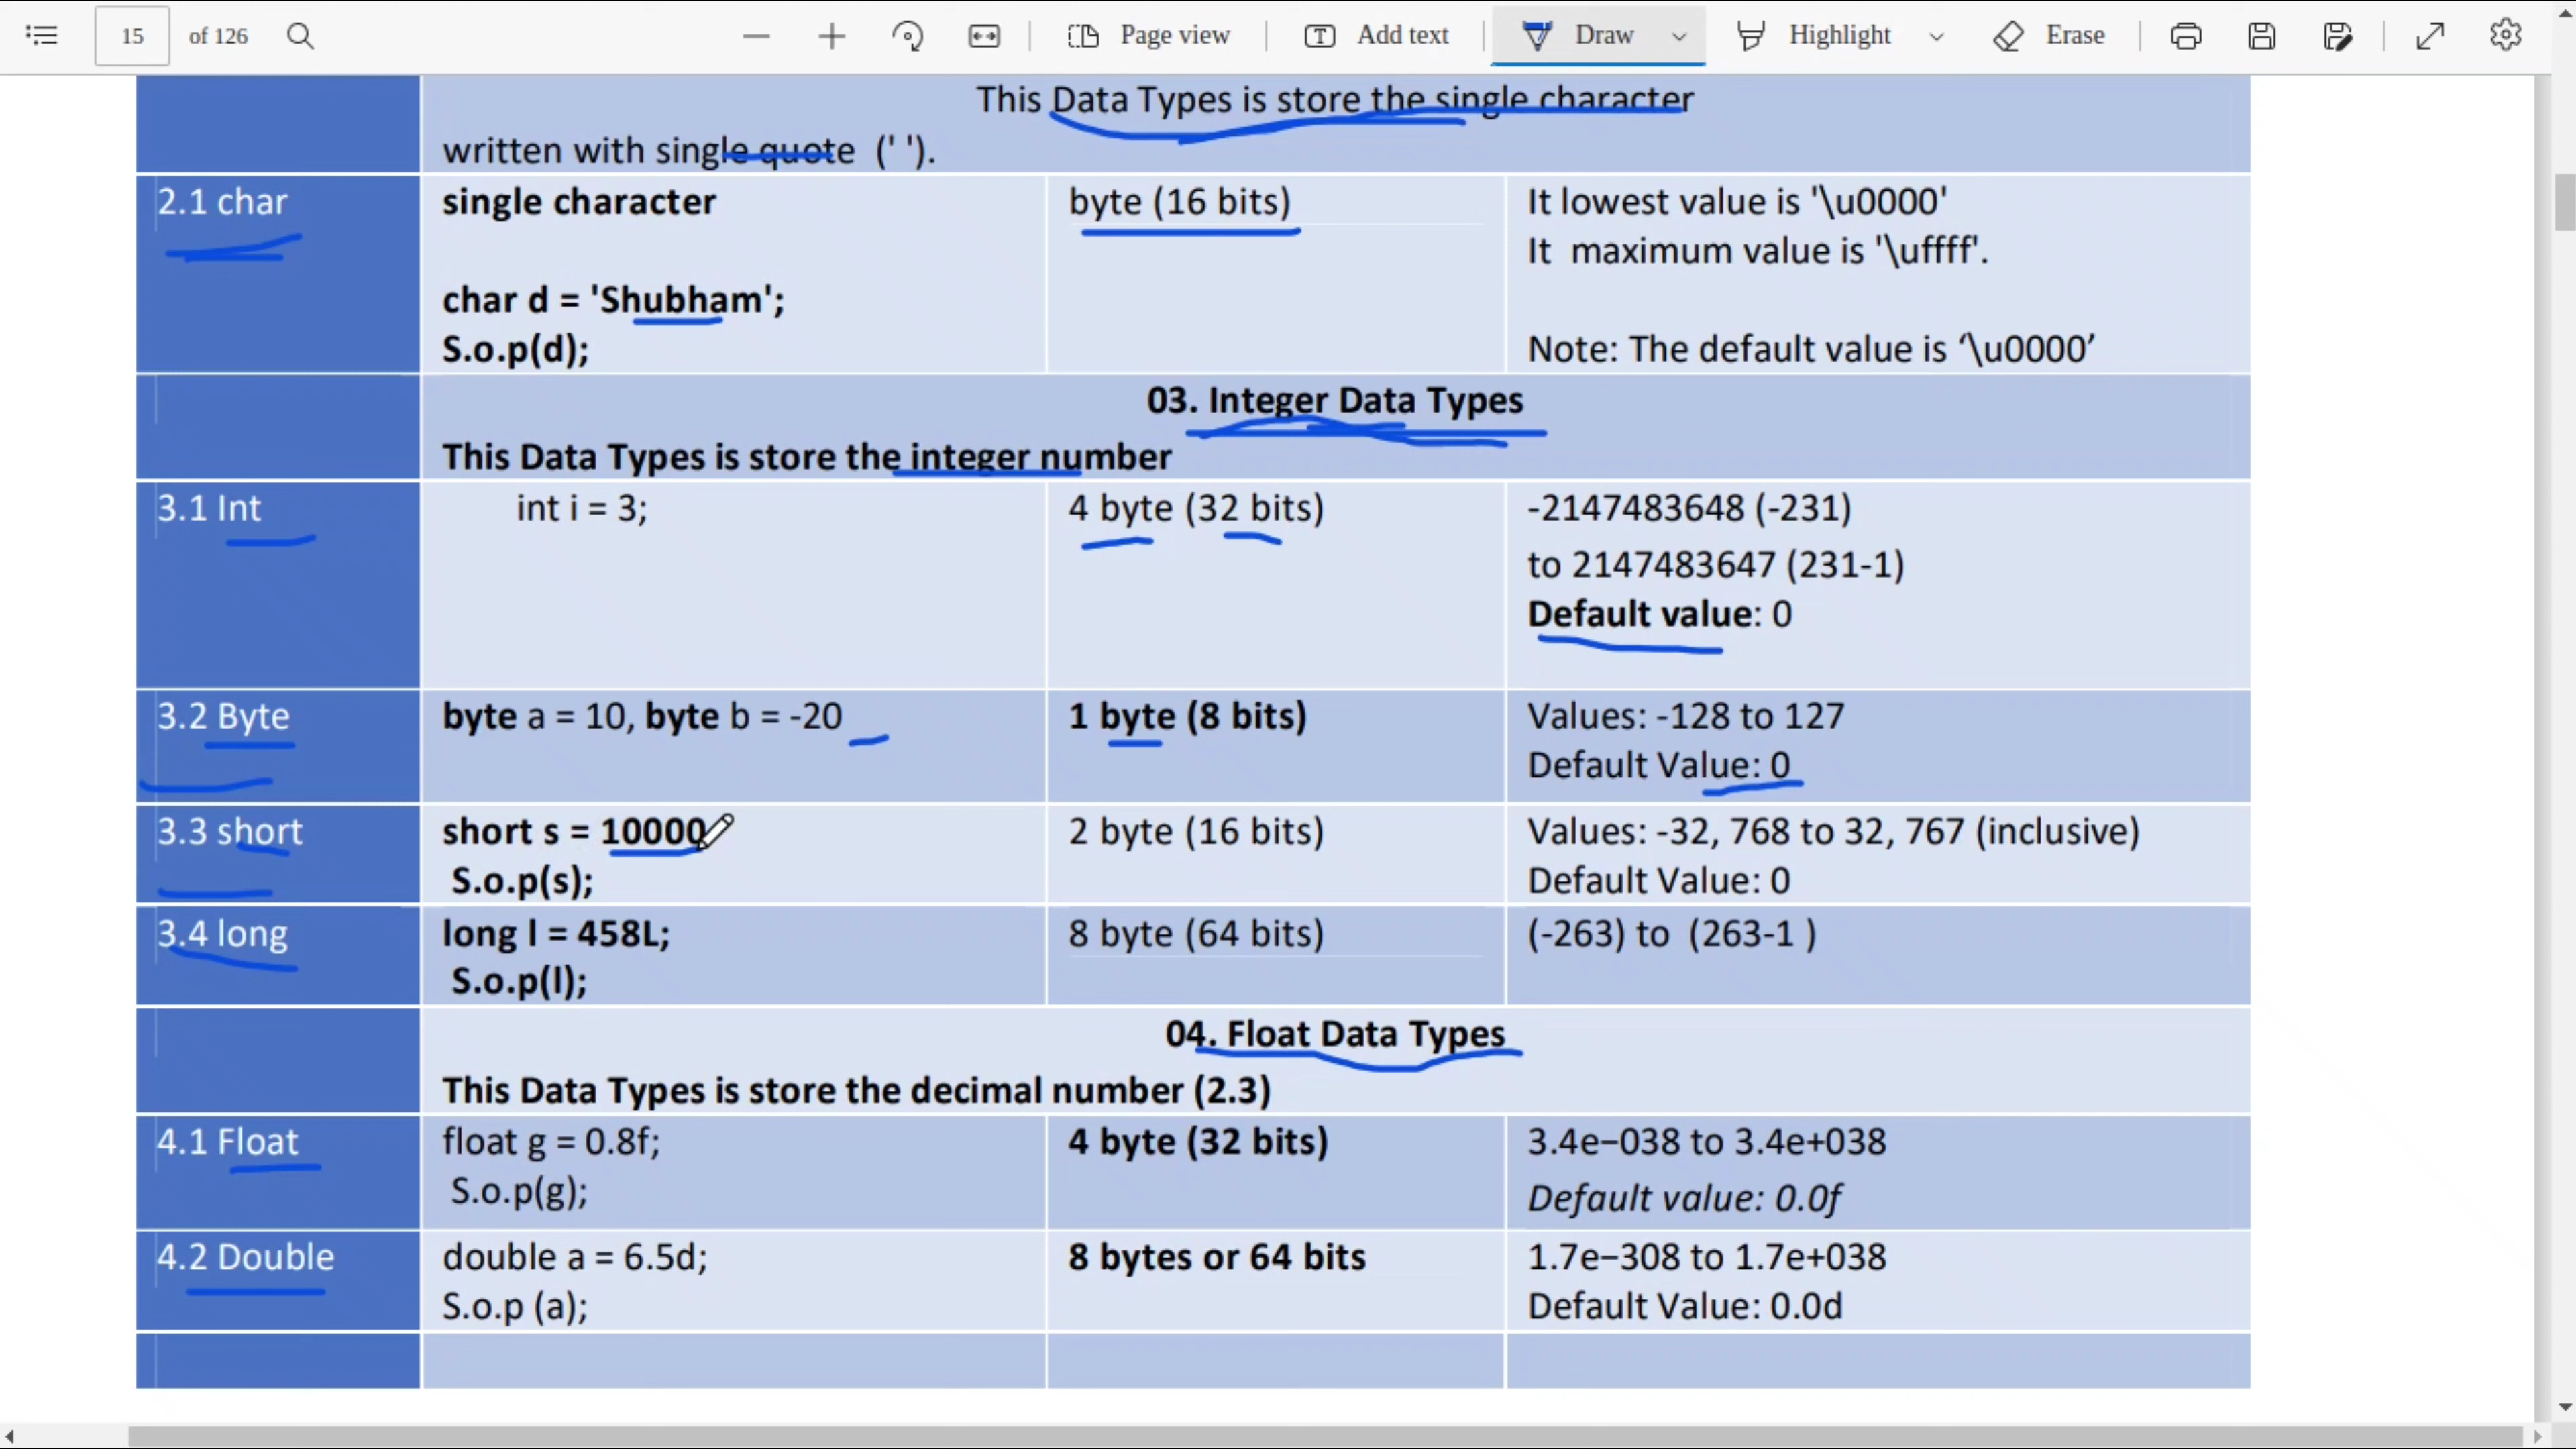 15 of 126 Page view Add text Draw Highlight Erase
This Data Types is store the single character
written with single quote (' ').
2.1 char
single character
char d = 'Shubham';
S.o.p(d);
byte (16 bits)
It lowest value is '\u0000'
It maximum value is '\uffff'.
Note: The default value is ‘\u0000’
03. Integer Data Types
This Data Types is store the integer number
3.1 Int
int i = 3;
4 byte (32 bits)
-2147483648 (-231)
to 2147483647 (231-1)
Default value: 0
3.2 Byte
byte a = 10, byte b = -20
1 byte (8 bits)
Values: -128 to 127
Default Value: 0
3.3 short
short s = 10000
S.o.p(s);
2 byte (16 bits)
Values: -32, 768 to 32, 767 (inclusive)
Default Value: 0
3.4 long
long l = 458L;
S.o.p(l);
8 byte (64 bits)
(-263) to (263-1 )
04. Float Data Types
This Data Types is store the decimal number (2.3)
4.1 Float
float g = 0.8f;
S.o.p(g);
4 byte (32 bits)
3.4e−038 to 3.4e+038
Default value: 0.0f
4.2 Double
double a = 6.5d;
S.o.p (a);
8 bytes or 64 bits
1.7e−308 to 1.7e+038
Default Value: 0.0d